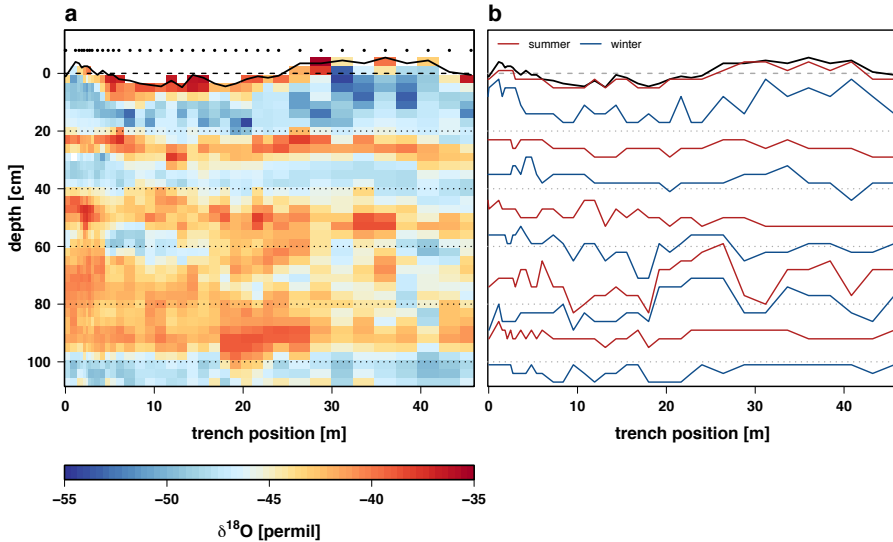 a
b
summer winter
0
20
40
60
80
100
depth [cm]
0 10 20 30 40
0 10 20 30 40
trench position [m]
trench position [m]
−55 −50 −45 −40 −35
δ18O [permil]